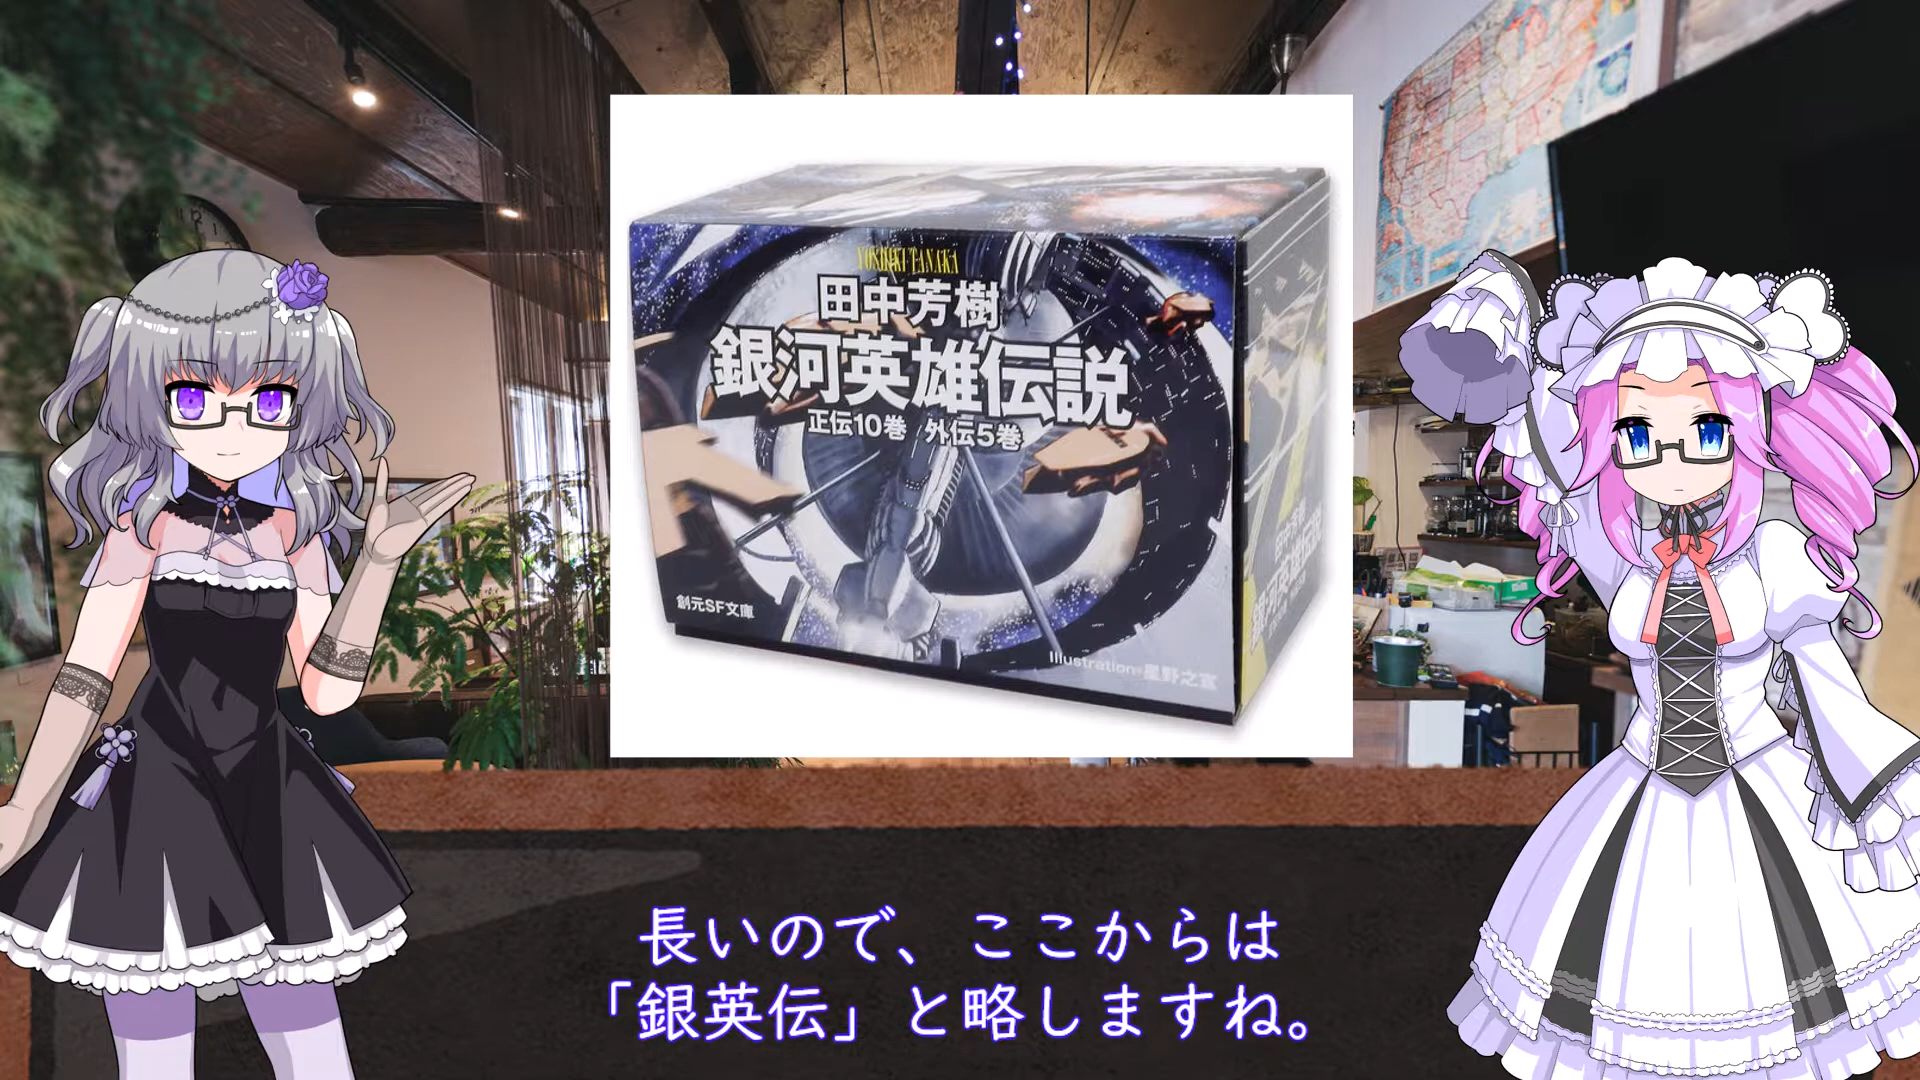 YOSHIKI TANAKA
田中芳樹
銀河英雄伝説
正伝10巻 外伝5巻
創元SF文庫
Illustration●星野之宣
長いので、ここからは
「銀英伝」と略しますね。